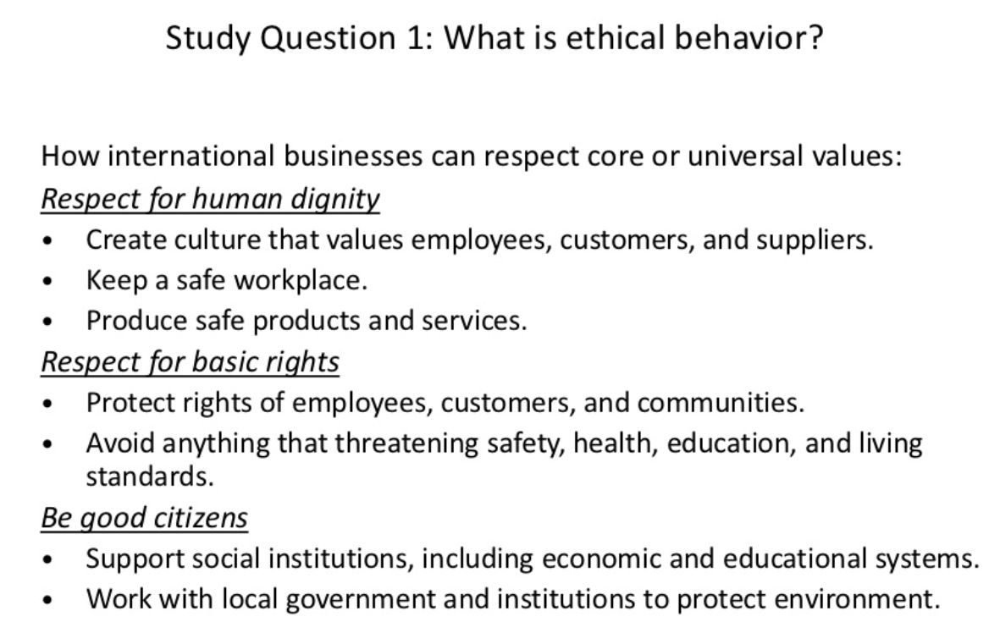 Study Question 1: What is ethical behavior?
How international businesses can respect core or universal values:
Respect for human dignity
• Create culture that values employees, customers, and suppliers.
• Keep a safe workplace.
• Produce safe products and services.
Respect for basic rights
• Protect rights of employees, customers, and communities.
• Avoid anything that threatening safety, health, education, and living
standards.
Be good citizens
• Support social institutions, including economic and educational systems.
• Work with local government and institutions to protect environment.